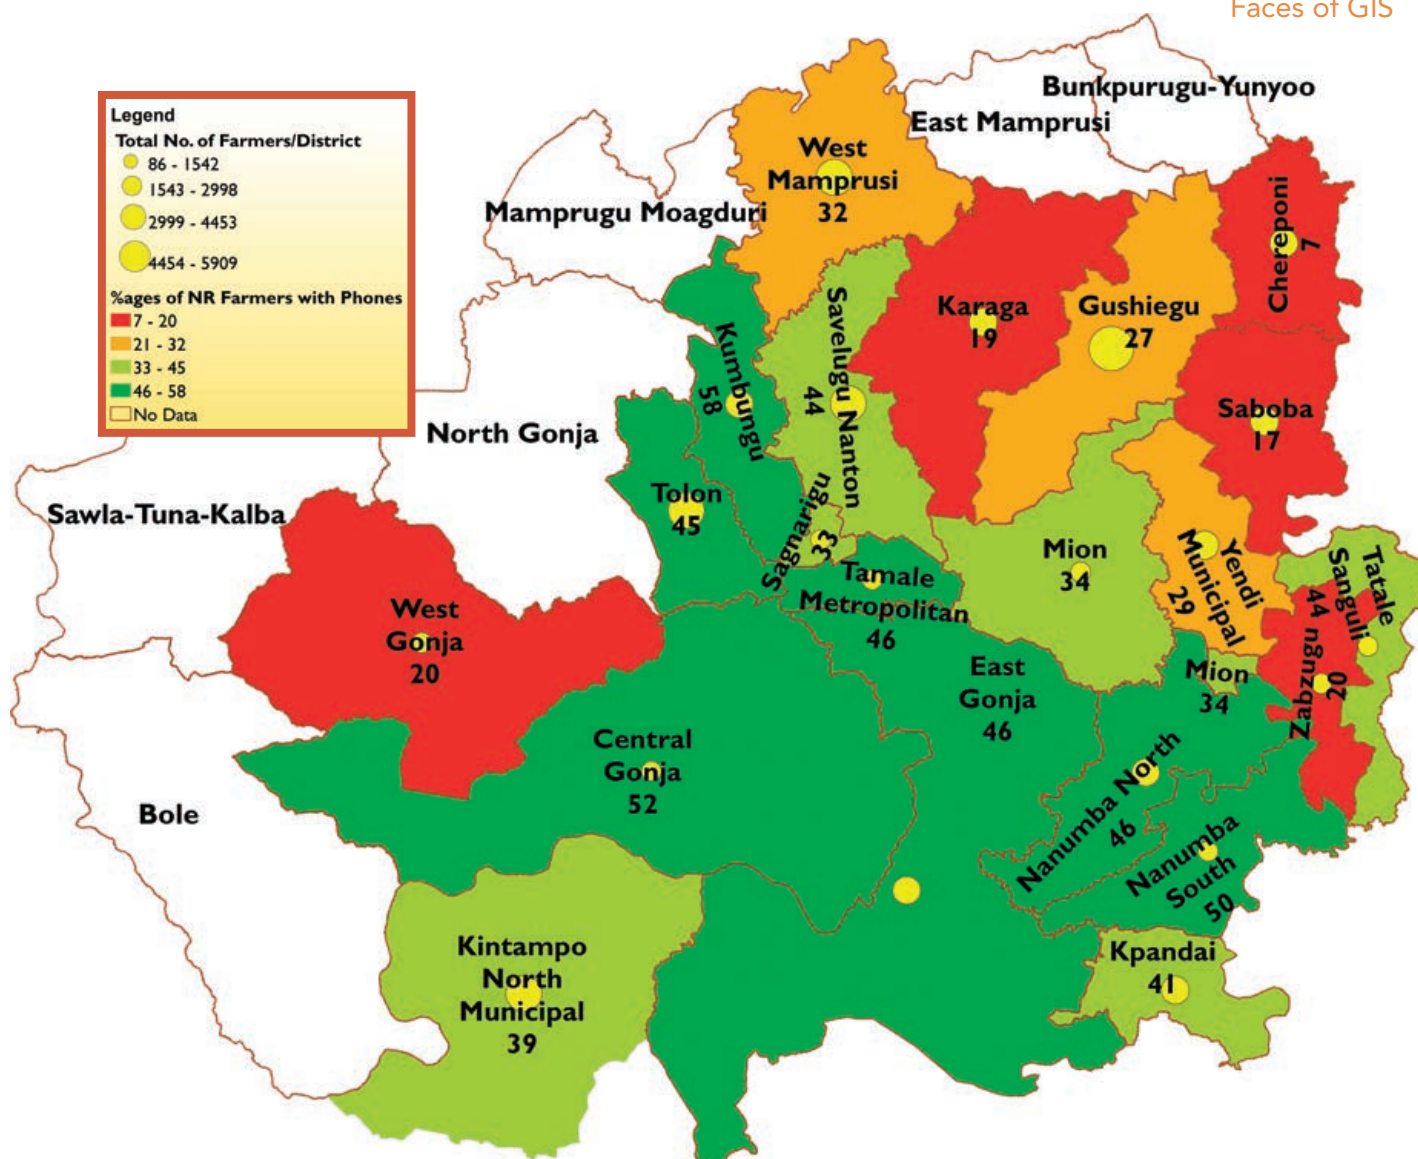 Faces of GIS
Legend
Total No. of Farmers/District
86 - 1542
1543 - 2998
2999 - 4453
4454 - 5909
%ages of NR Farmers with Phones
7 - 20
21 - 32
33 - 45
46 - 58
No Data
Bunkpurugu-Yunyoo
East Mamprusi
West
Mamprusi
32
Mamprugu Moagduri
Chereponi
7
Karaga
19
Gushiegu
27
Kumbungu
58
Savelugu Nanton
44
Saboba
17
North Gonja
Sawla-Tuna-Kalba
Tolon
45
Sagnarigu
33
Mion
34
Yendi
Municipal
29
Tatale
Sanguli
44
Tamale
Metropolitan
46
West
Gonja
20
East
Gonja
46
Mion
34
Zabzugu
20
Central
Gonja
52
Bole
Nanumba North
46
Nanumba
South
50
Kintampo
North
Municipal
39
Kpandai
41